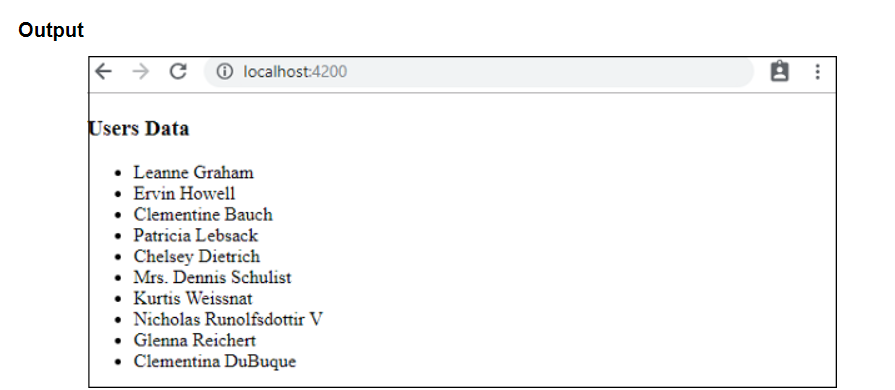 Output
localhost:4200
Users Data
Leanne Graham
Ervin Howell
Clementine Bauch
Patricia Lebsack
Chelsey Dietrich
Mrs. Dennis Schulist
Kurtis Weissnat
Nicholas Runolfsdottir V
Glenna Reichert
Clementina DuBuque